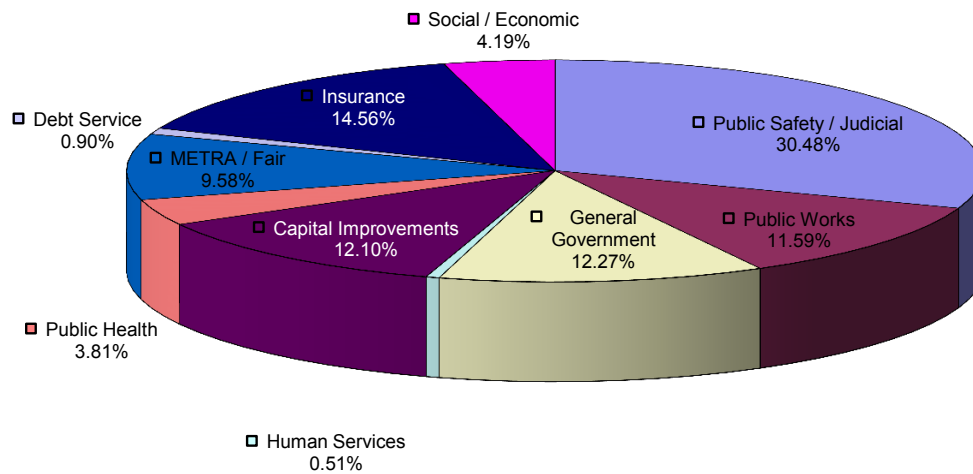 Social / Economic
4.19%
Insurance
14.56%
Public Safety / Judicial
30.48%
Debt Service
0.90%
METRA / Fair
9.58%
General
Government
12.27%
Public Works
11.59%
Capital Improvements
12.10%
Public Health
3.81%
Human Services
0.51%